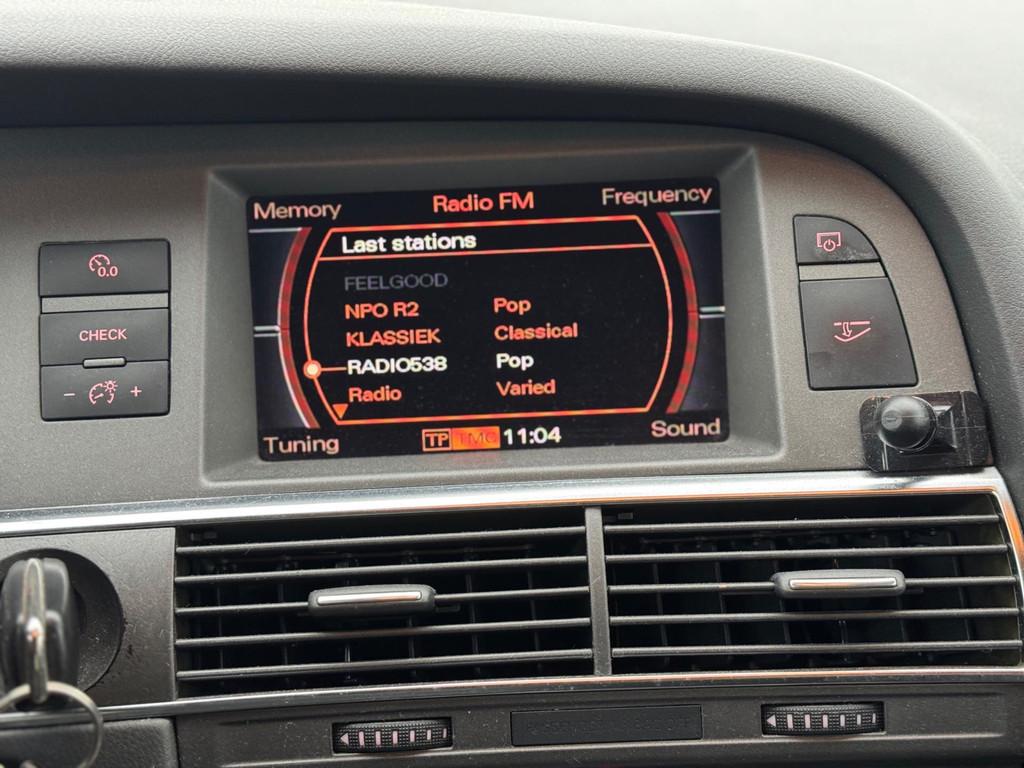 Memory Radio FM Frequency
Last stations
FEELGOOD
NPO R2 Pop
KLASSIEK Classical
RADIO538 Pop
Radio Varied
Tuning TP TMC 11:04 Sound
0.0
CHECK
- +